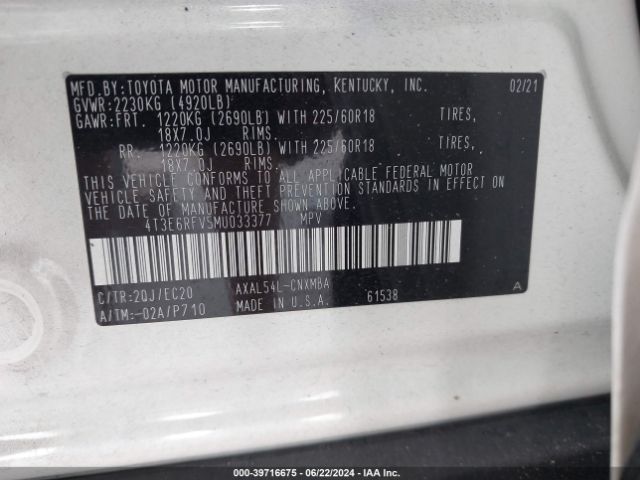 MFD.BY:TOYOTA MOTOR MANUFACTURING, KENTUCKY, INC. 02/21
GVWR:2230KG (4920LB)
GAWR:FRT. 1220KG (2690LB) WITH 225/60R18 TIRES,
18X7.0J RIMS.
RR. 1220KG (2690LB) WITH 225/60R18 TIRES,
18X7.0J RIMS.
THIS VEHICLE CONFORMS TO ALL APPLICABLE FEDERAL MOTOR
VEHICLE SAFETY AND THEFT PREVENTION STANDARDS IN EFFECT ON
THE DATE OF MANUFACTURE SHOWN ABOVE.
4T3E6RFV5MU033377 MPV
C/TR:2QJ/EC20 AXAL54L-CNXMBA
A/TM:-02A/P710 MADE IN U.S.A. 61538 A
000-39716675 - 06/22/2024 - IAA Inc.